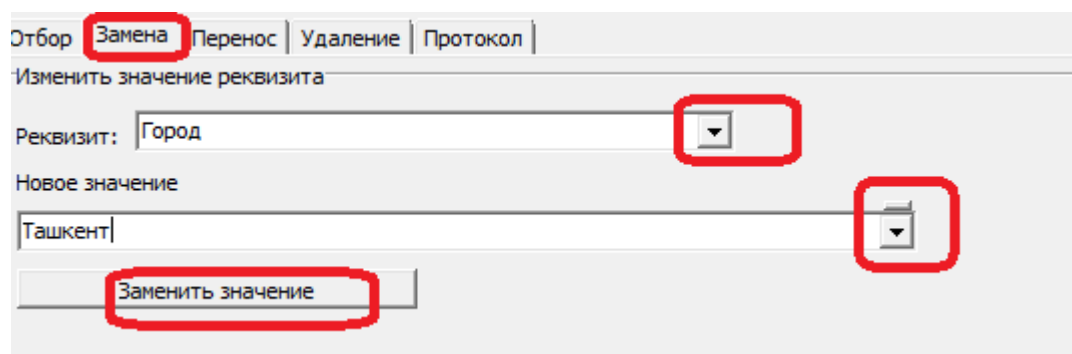 Отбор Замена Перенос Удаление Протокол
Изменить значение реквизита
Реквизит: Город
Новое значение
Ташкент
Заменить значение